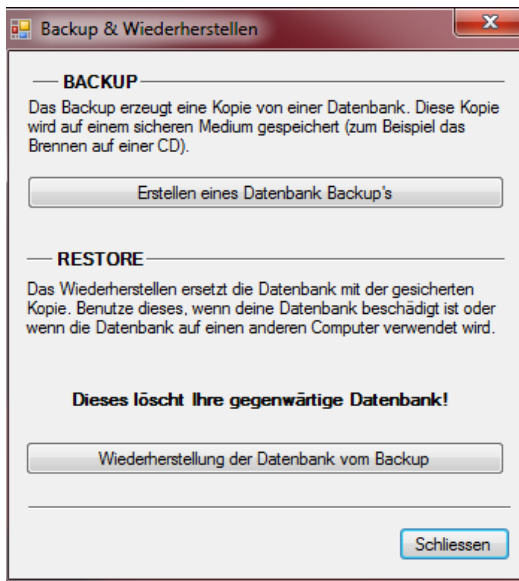 Backup & Wiederherstellen
BACKUP
Das Backup erzeugt eine Kopie von einer Datenbank. Diese Kopie
wird auf einem sicheren Medium gespeichert (zum Beispiel das
Brennen auf einer CD).
Erstellen eines Datenbank Backup's
RESTORE
Das Wiederherstellen ersetzt die Datenbank mit der gesicherten
Kopie. Benutze dieses, wenn deine Datenbank beschädigt ist oder
wenn die Datenbank auf einen anderen Computer verwendet wird.
Dieses löscht Ihre gegenwärtige Datenbank!
Wiederherstellung der Datenbank vom Backup
Schliessen